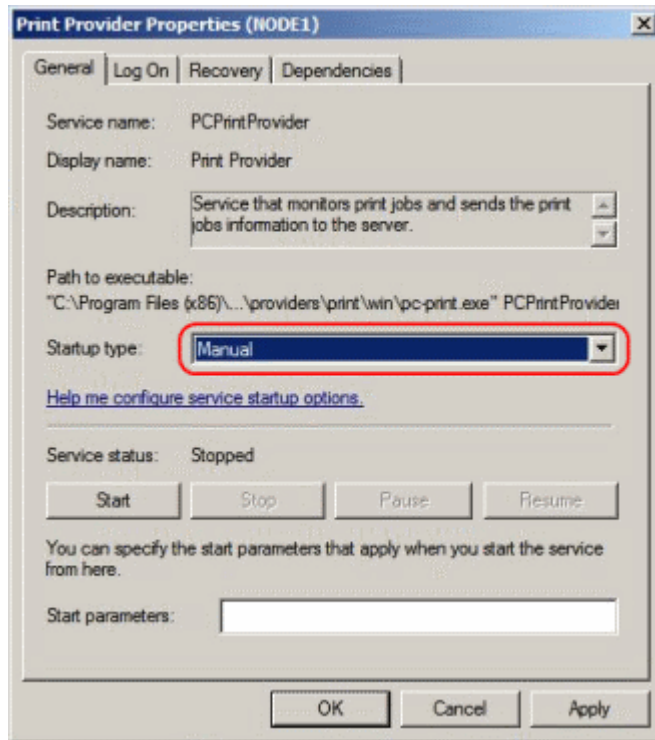 Print Provider Properties (NODE1)
General Log On Recovery Dependencies
Service name: PCPrintProvider
Display name: Print Provider
Description: Service that monitors print jobs and sends the print
jobs information to the server.
Path to executable:
"C:\Program Files (x86)\...\providers\print\win\pc-print.exe" PCPrintProvider
Startup type: Manual
Help me configure service startup options.
Service status: Stopped
Start Stop Pause Resume
You can specify the start parameters that apply when you start the service
from here.
Start parameters:
OK Cancel Apply